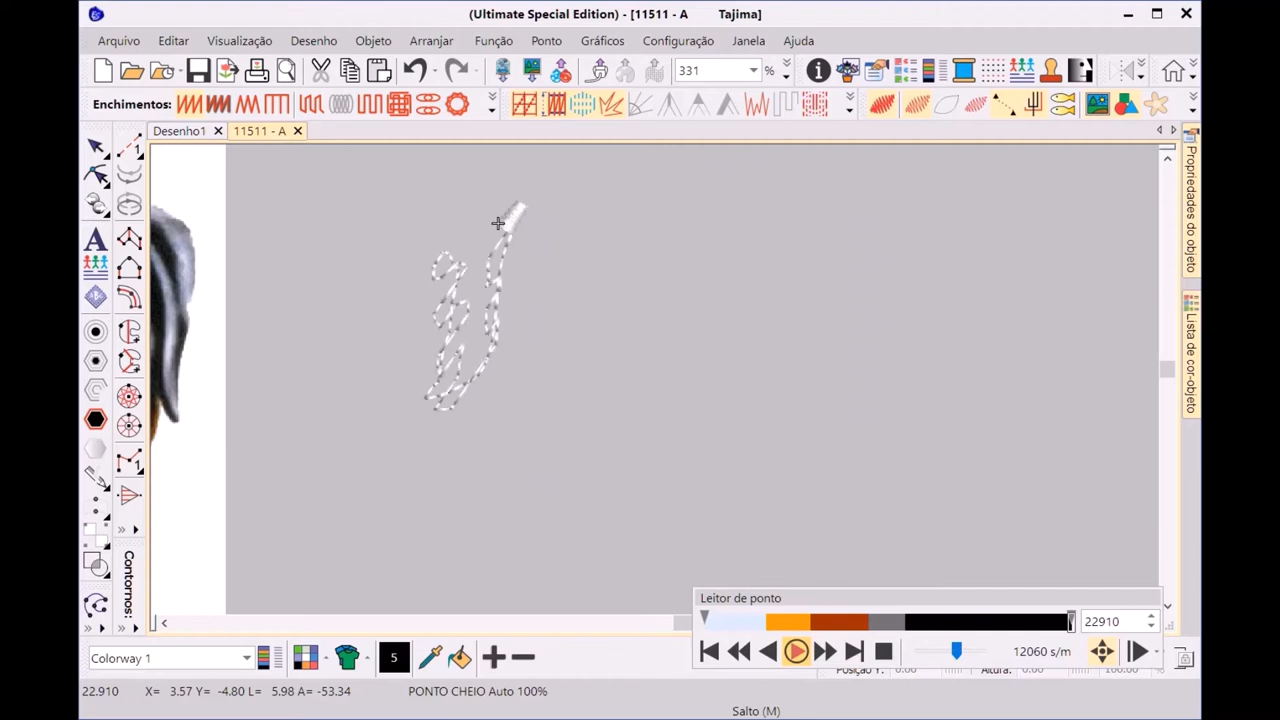 (Ultimate Special Edition) - [11511 - A Tajima]
Arquivo Editar Visualização Desenho Objeto Arranjar Função Ponto Gráficos Configuração Janela Ajuda
331 %
Enchimentos:
Desenho1 11511 - A
Propriedades do objeto
Lista de cor-objeto
Contornos:
Leitor de ponto
22910
12060 s/m
Colorway 1
5
22.910 X= 3.57 Y= -4.80 L= 5.98 A= -53.34 PONTO CHEIO Auto 100%
Salto (M)